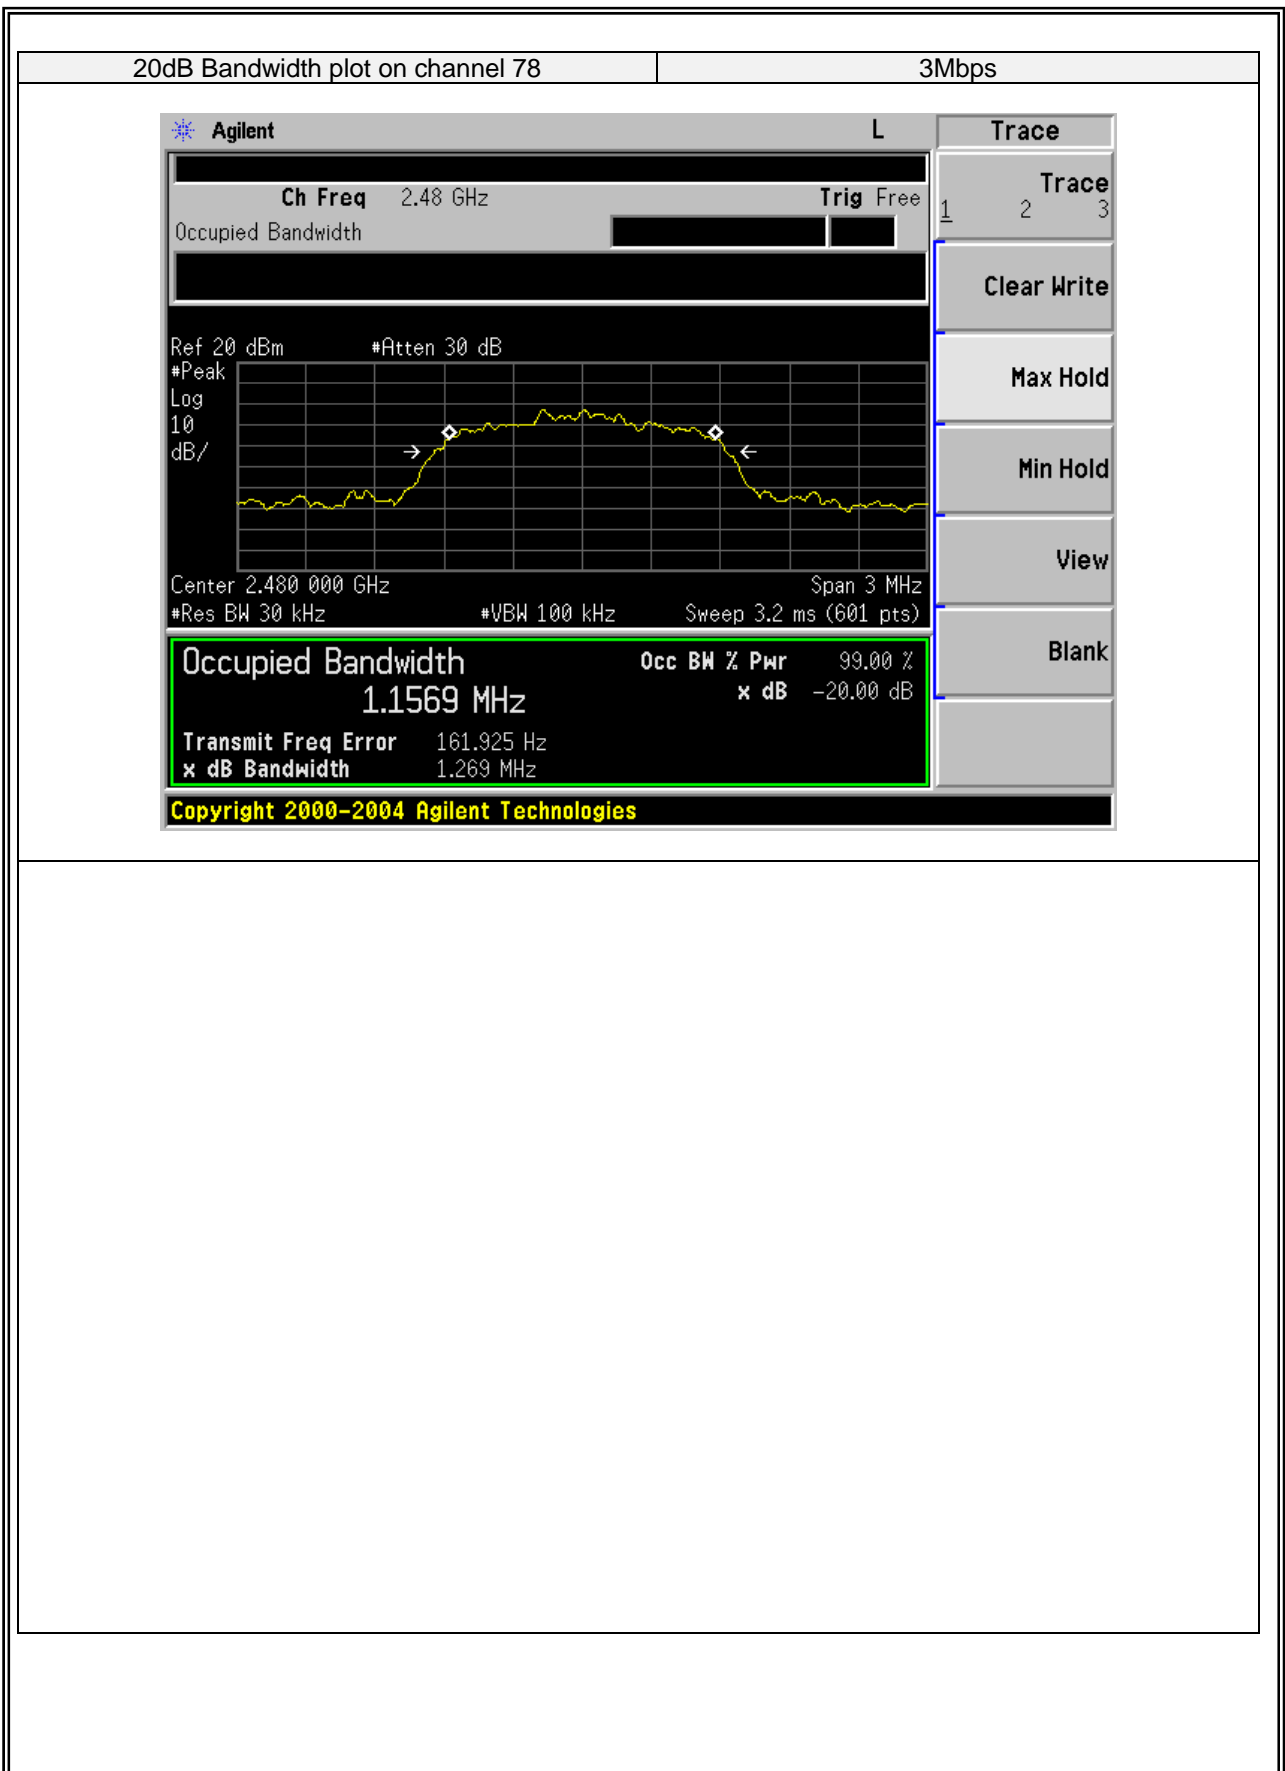 20dB Bandwidth plot on channel 78 3Mbps
Agilent L Trace
Ch Freq 2.48 GHz Trig Free
Occupied Bandwidth
Trace
1 2 3
Clear Write
Max Hold
Min Hold
View
Blank
Ref 20 dBm #Atten 30 dB
#Peak
Log
10
dB/
Center 2.480 000 GHz Span 3 MHz
#Res BW 30 kHz #VBW 100 kHz Sweep 3.2 ms (601 pts)
Occupied Bandwidth Occ BW % Pwr 99.00 %
1.1569 MHz x dB -20.00 dB
Transmit Freq Error 161.925 Hz
x dB Bandwidth 1.269 MHz
Copyright 2000-2004 Agilent Technologies